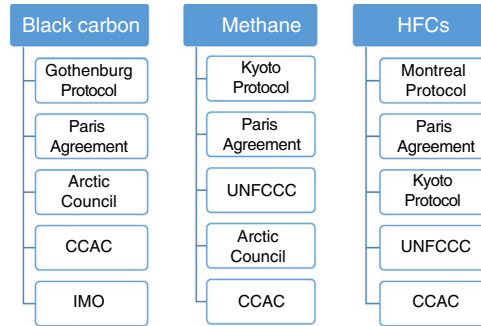 Black carbon
Gothenburg
Protocol
Paris
Agreement
Arctic
Council
CCAC
IMO
Methane
Kyoto
Protocol
Paris
Agreement
UNFCCC
Arctic
Council
CCAC
HFCs
Montreal
Protocol
Paris
Agreement
Kyoto
Protocol
UNFCCC
CCAC